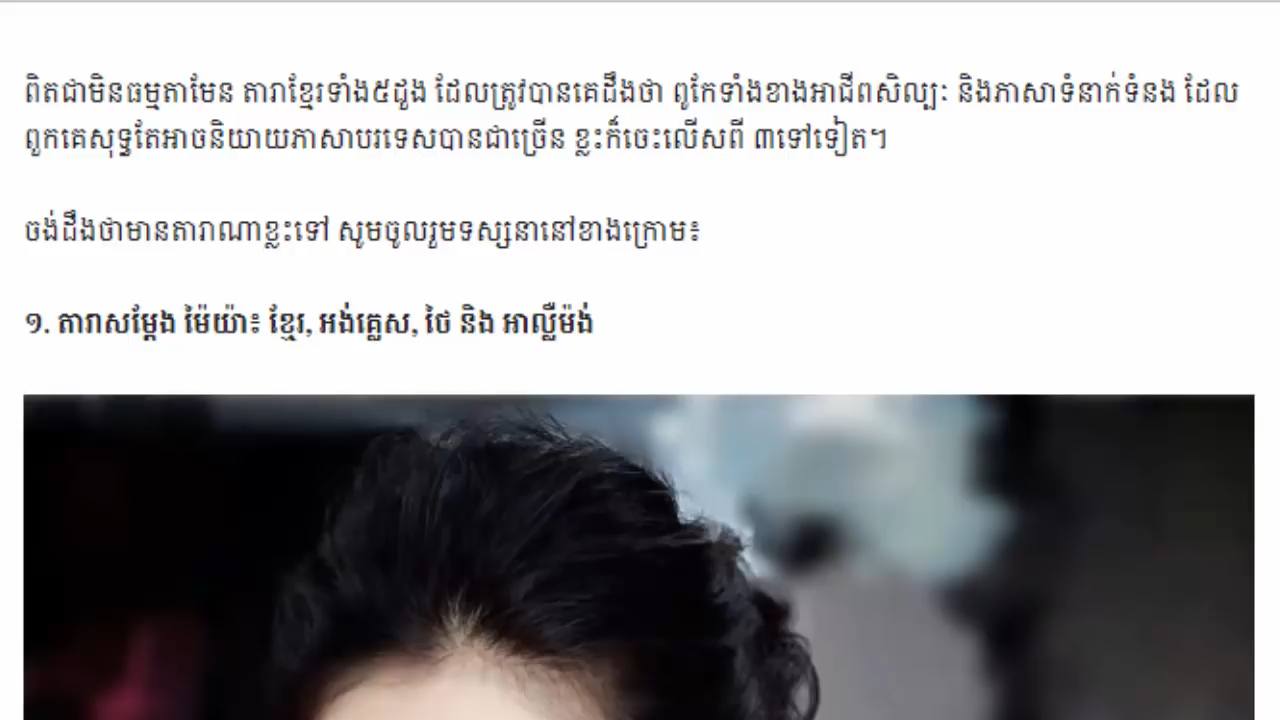 ពិតជាមិនធម្មតាមែន តារាខ្មែរទាំង៥ដួង ដែលត្រូវបានគេដឹងថា ពូកែទាំងខាងអាជីពសិល្បៈ និងភាសាទំនាក់ទំនង ដែល
ពួកគេសុទ្ធតែអាចនិយាយភាសាបរទេសបានជាច្រើន ខ្លះក៏ចេះលើសពី ៣ទៅទៀត។
ចង់ដឹងថាមានតារាណាខ្លះទៅ សូមចូលរួមទស្សនានៅខាងក្រោម៖
១. តារាសម្ដែង ម៉ៃយ៉ា៖ ខ្មែរ, អង់គ្លេស, ថៃ និង អាល្លឺម៉ង់